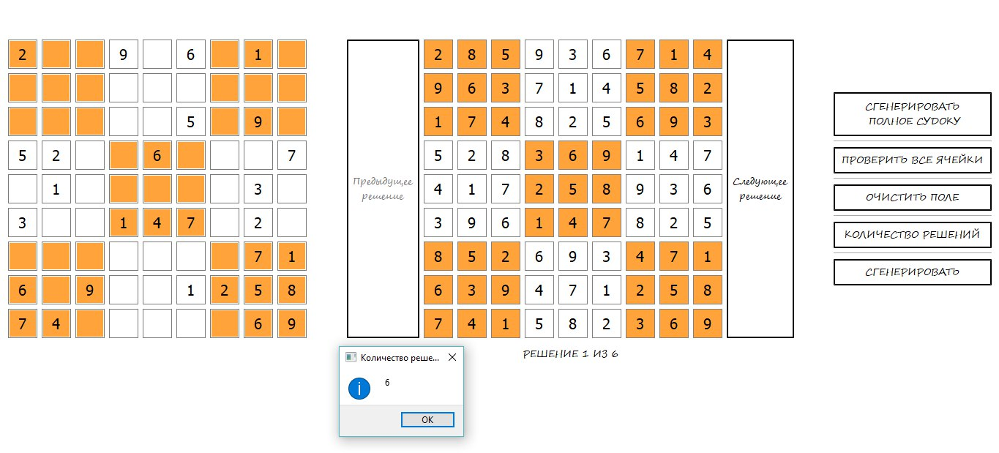 2 9 6 1
5 9
5 2 6 7
1 3
3 1 4 7 2
7 1
6 9 1 2 5 8
7 4 6 9
Предыдущее
решение
2 8 5 9 3 6 7 1 4
9 6 3 7 1 4 5 8 2
1 7 4 8 2 5 6 9 3
5 2 8 3 6 9 1 4 7
4 1 7 2 5 8 9 3 6
3 9 6 1 4 7 8 2 5
8 5 2 6 9 3 4 7 1
6 3 9 4 7 1 2 5 8
7 4 1 5 8 2 3 6 9
Следующее
решение
РЕШЕНИЕ 1 ИЗ 6
Количество реше...
6
OK
СГЕНЕРИРОВАТЬ
ПОЛНОЕ СУДОКУ
ПРОВЕРИТЬ ВСЕ ЯЧЕЙКИ
ОЧИСТИТЬ ПОЛЕ
КОЛИЧЕСТВО РЕШЕНИЙ
СГЕНЕРИРОВАТЬ